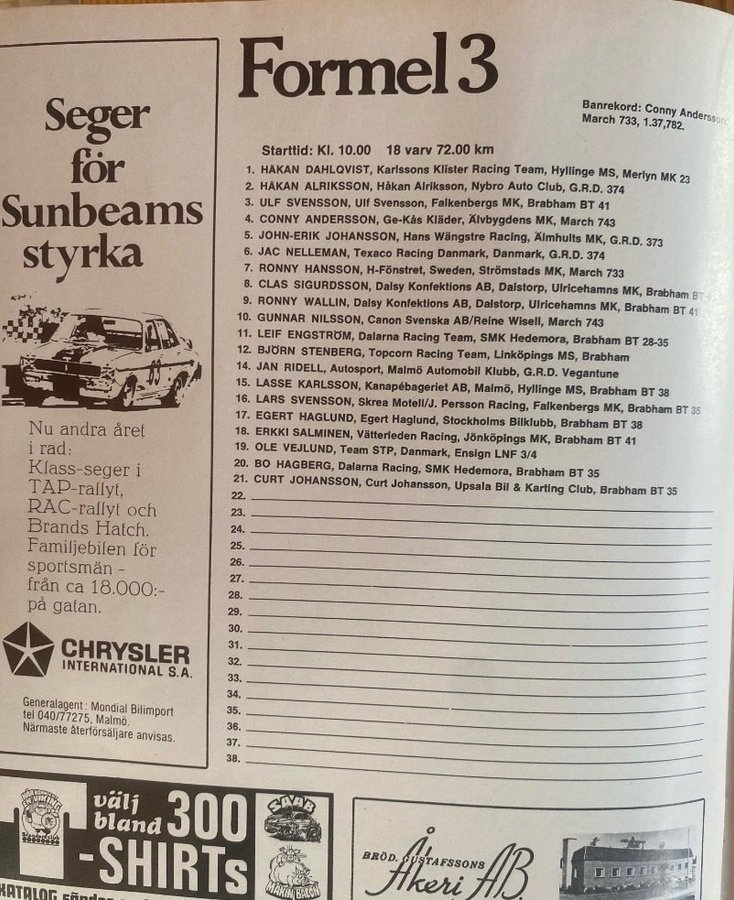 Seger
för
Sunbeams
styrka
Nu andra året
i rad:
Klass-seger i
TAP-rallyt,
RAC-rallyt och
Brands Hatch.
Familjebilen för
sportsmän –
från ca 18.000:-
på gatan.
CHRYSLER
INTERNATIONAL S.A.
Generalagent: Mondial Bilimport
tel 040/77275, Malmö.
Närmaste återförsäljare anvisas.
Formel 3
Banrekord: Conny Andersson,
March 733, 1.37,782.
Starttid: Kl. 10.00 18 varv 72.00 km
1. HÅKAN DAHLQVIST, Karlssons Klister Racing Team, Hyllinge MS, Merlyn MK 23
2. HÅKAN ALRIKSSON, Håkan Alriksson, Nybro Auto Club, G.R.D. 374
3. ULF SVENSSON, Ulf Svensson, Falkenbergs MK, Brabham BT 41
4. CONNY ANDERSSON, Ge-Kås Kläder, Älvbygdens MK, March 743
5. JOHN-ERIK JOHANSSON, Hans Wängstre Racing, Älmhults MK, G.R.D. 373
6. JAC NELLEMAN, Texaco Racing Danmark, Danmark, G.R.D. 374
7. RONNY HANSSON, H-Fönstret, Sweden, Strömstads MK, March 733
8. CLAS SIGURDSSON, Dalsy Konfektions AB, Dalstorp, Ulricehamns MK, Brabham BT
9. RONNY WALLIN, Dalsy Konfektions AB, Dalstorp, Ulricehamns MK, Brabham BT 41
10. GUNNAR NILSSON, Canon Svenska AB/Reine Wisell, March 743
11. LEIF ENGSTRÖM, Dalarna Racing Team, SMK Hedemora, Brabham BT 28-35
12. BJÖRN STENBERG, Topcorn Racing Team, Linköpings MS, Brabham
14. JAN RIDELL, Autosport, Malmö Automobil Klubb, G.R.D. Vegantune
15. LASSE KARLSSON, Kanapébageriet AB, Malmö, Hyllinge MS, Brabham BT 38
16. LARS SVENSSON, Skrea Motell/J. Persson Racing, Falkenbergs MK, Brabham BT 35
17. EGERT HAGLUND, Egert Haglund, Stockholms Bilklubb, Brabham BT 38
18. ERKKI SALMINEN, Vätterleden Racing, Jönköpings MK, Brabham BT 41
19. OLE VEJLUND, Team STP, Danmark, Ensign LNF 3/4
20. BO HAGBERG, Dalarna Racing, SMK Hedemora, Brabham BT 35
21. CURT JOHANSSON, Curt Johansson, Upsala Bil & Karting Club, Brabham BT 35
22.
23.
24.
25.
26.
27.
28.
29.
30.
31.
32.
33.
34.
35.
36.
37.
38.
välj
bland 300
T-SHIRTs
SAAB
MAKIN BACON
KATALOG
BRÖD. GUSTAFSSONS
Åkeri AB.